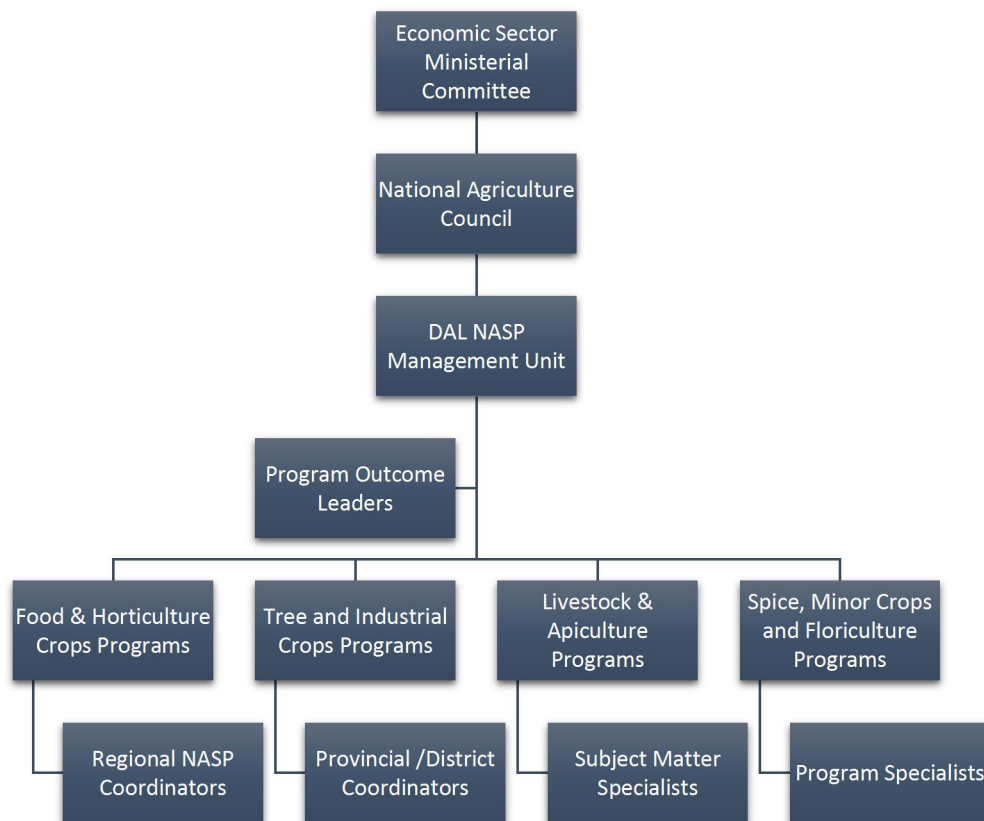 Economic Sector
Ministerial
Committee
National Agriculture
Council
DAL NASP
Management Unit
Program Outcome
Leaders
Food & Horticulture
Crops Programs
Tree and Industrial
Crops Programs
Livestock &
Apiculture
Programs
Spice, Minor Crops
and Floriculture
Programs
Regional NASP
Coordinators
Provincial /District
Coordinators
Subject Matter
Specialists
Program Specialists